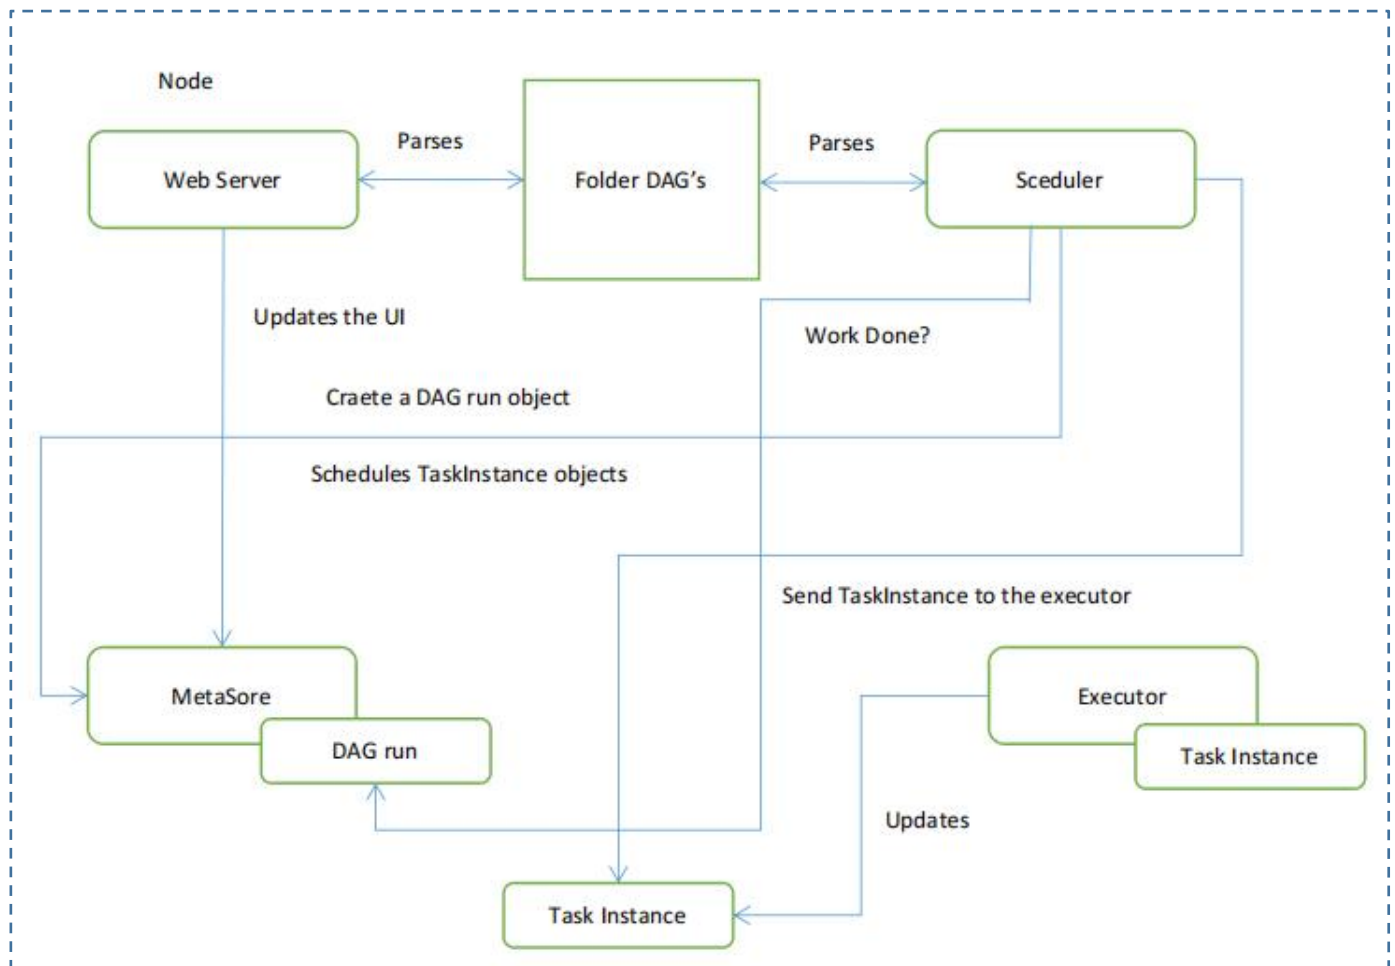 Node
Web Server
Parses
Folder DAG's
Parses
Sceduler
Updates the UI
Work Done?
Craete a DAG run object
Schedules TaskInstance objects
Send TaskInstance to the executor
MetaSore
DAG run
Executor
Task Instance
Updates
Task Instance